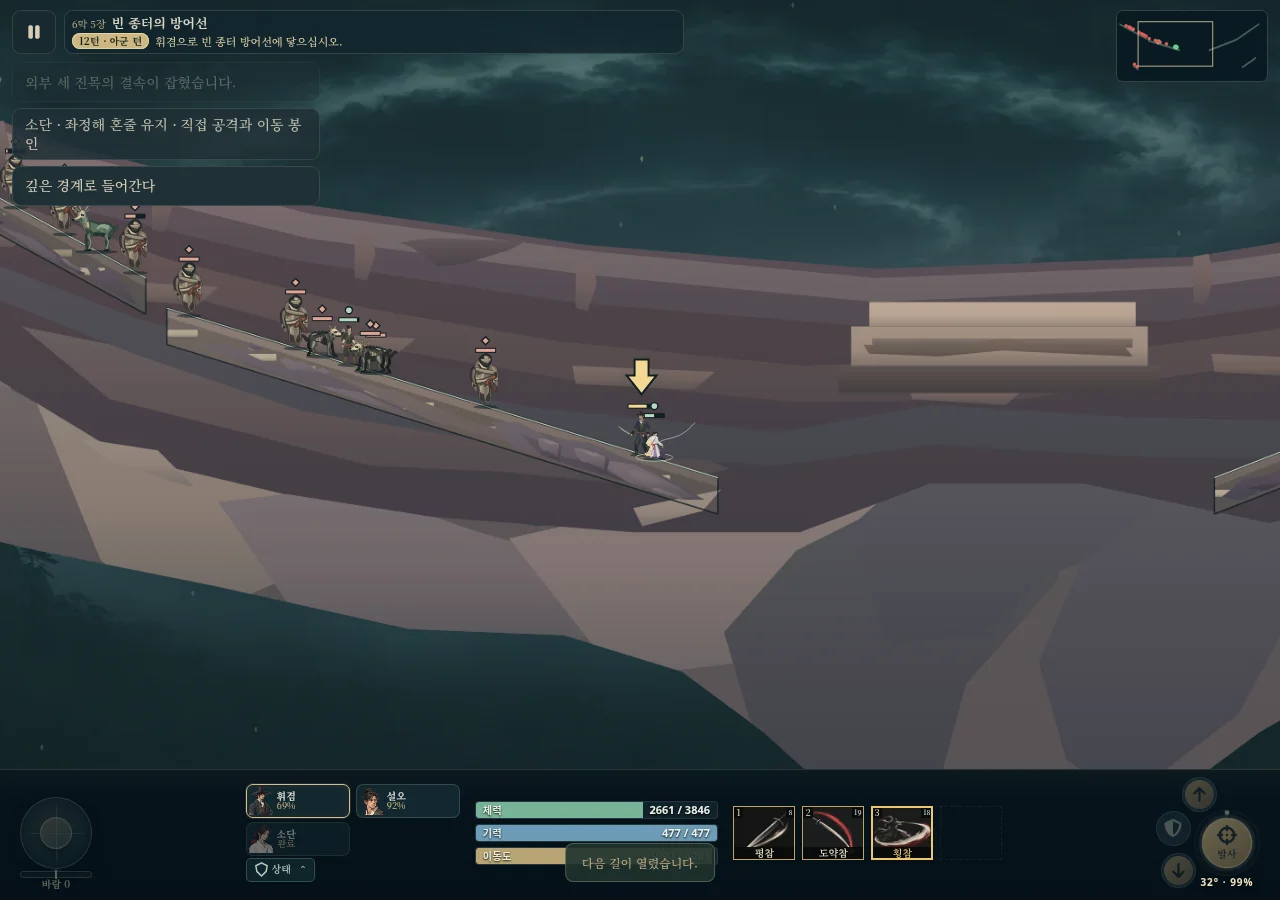 6막 5장 빈 종터의 방어선
12턴 · 아군 턴 휘겸으로 빈 종터 방어선에 닿으십시오.
외부 세 진목의 결속이 잡혔습니다.
소단 · 좌정해 혼줄 유지 · 직접 공격과 이동 봉
인
깊은 경계로 들어간다
바람 0
휘겸
69%
설오
92%
소단
완료
상태
체력 2661 / 3846
기력 477 / 477
이동도
다음 길이 열렸습니다.
1 8
평참
2 19
도약참
3 18
횡참
발사
32° · 99%